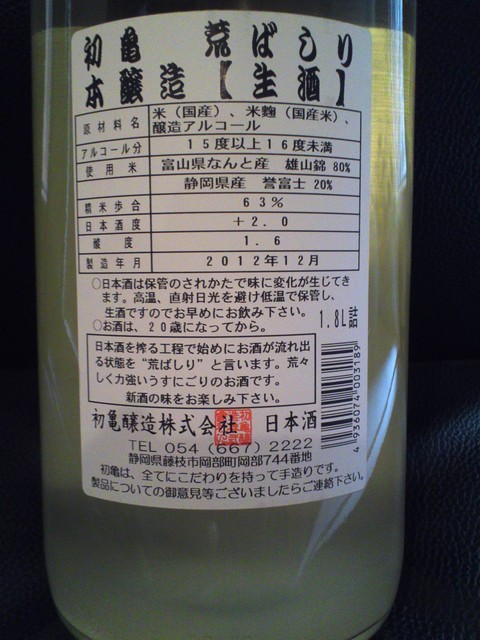 初亀 荒ばしり
本醸造【生酒】
原材料名 米(国産)、米麹(国産米)、
醸造アルコール
アルコール分 15度以上16度未満
使用米 富山県なんと産 雄山錦 80%
静岡県産 誉富士 20%
精米歩合 63%
日本酒度 +2.0
酸度 1.6
製造年月 2012年12月
○日本酒は保管のされかたで味に変化が生じてき
ます。高温、直射日光を避け低温で保管し、
生酒ですのでお早めにお飲み下さい。
○お酒は、20歳になってから。
1.8L詰
日本酒を搾る工程で始めにお酒が流れ出
る状態を“荒ばしり”と言います。荒々
しく力強いうすにごりのお酒です。
新酒の味をお楽しみ下さい。
4 936074 003189
初亀醸造株式会社 日本酒
TEL 054 (667) 2222
静岡県藤枝市岡部町岡部744番地
初亀は、全てにこだわりを持って手造りです。
製品についての御意見等ございましたらご連絡下さい。